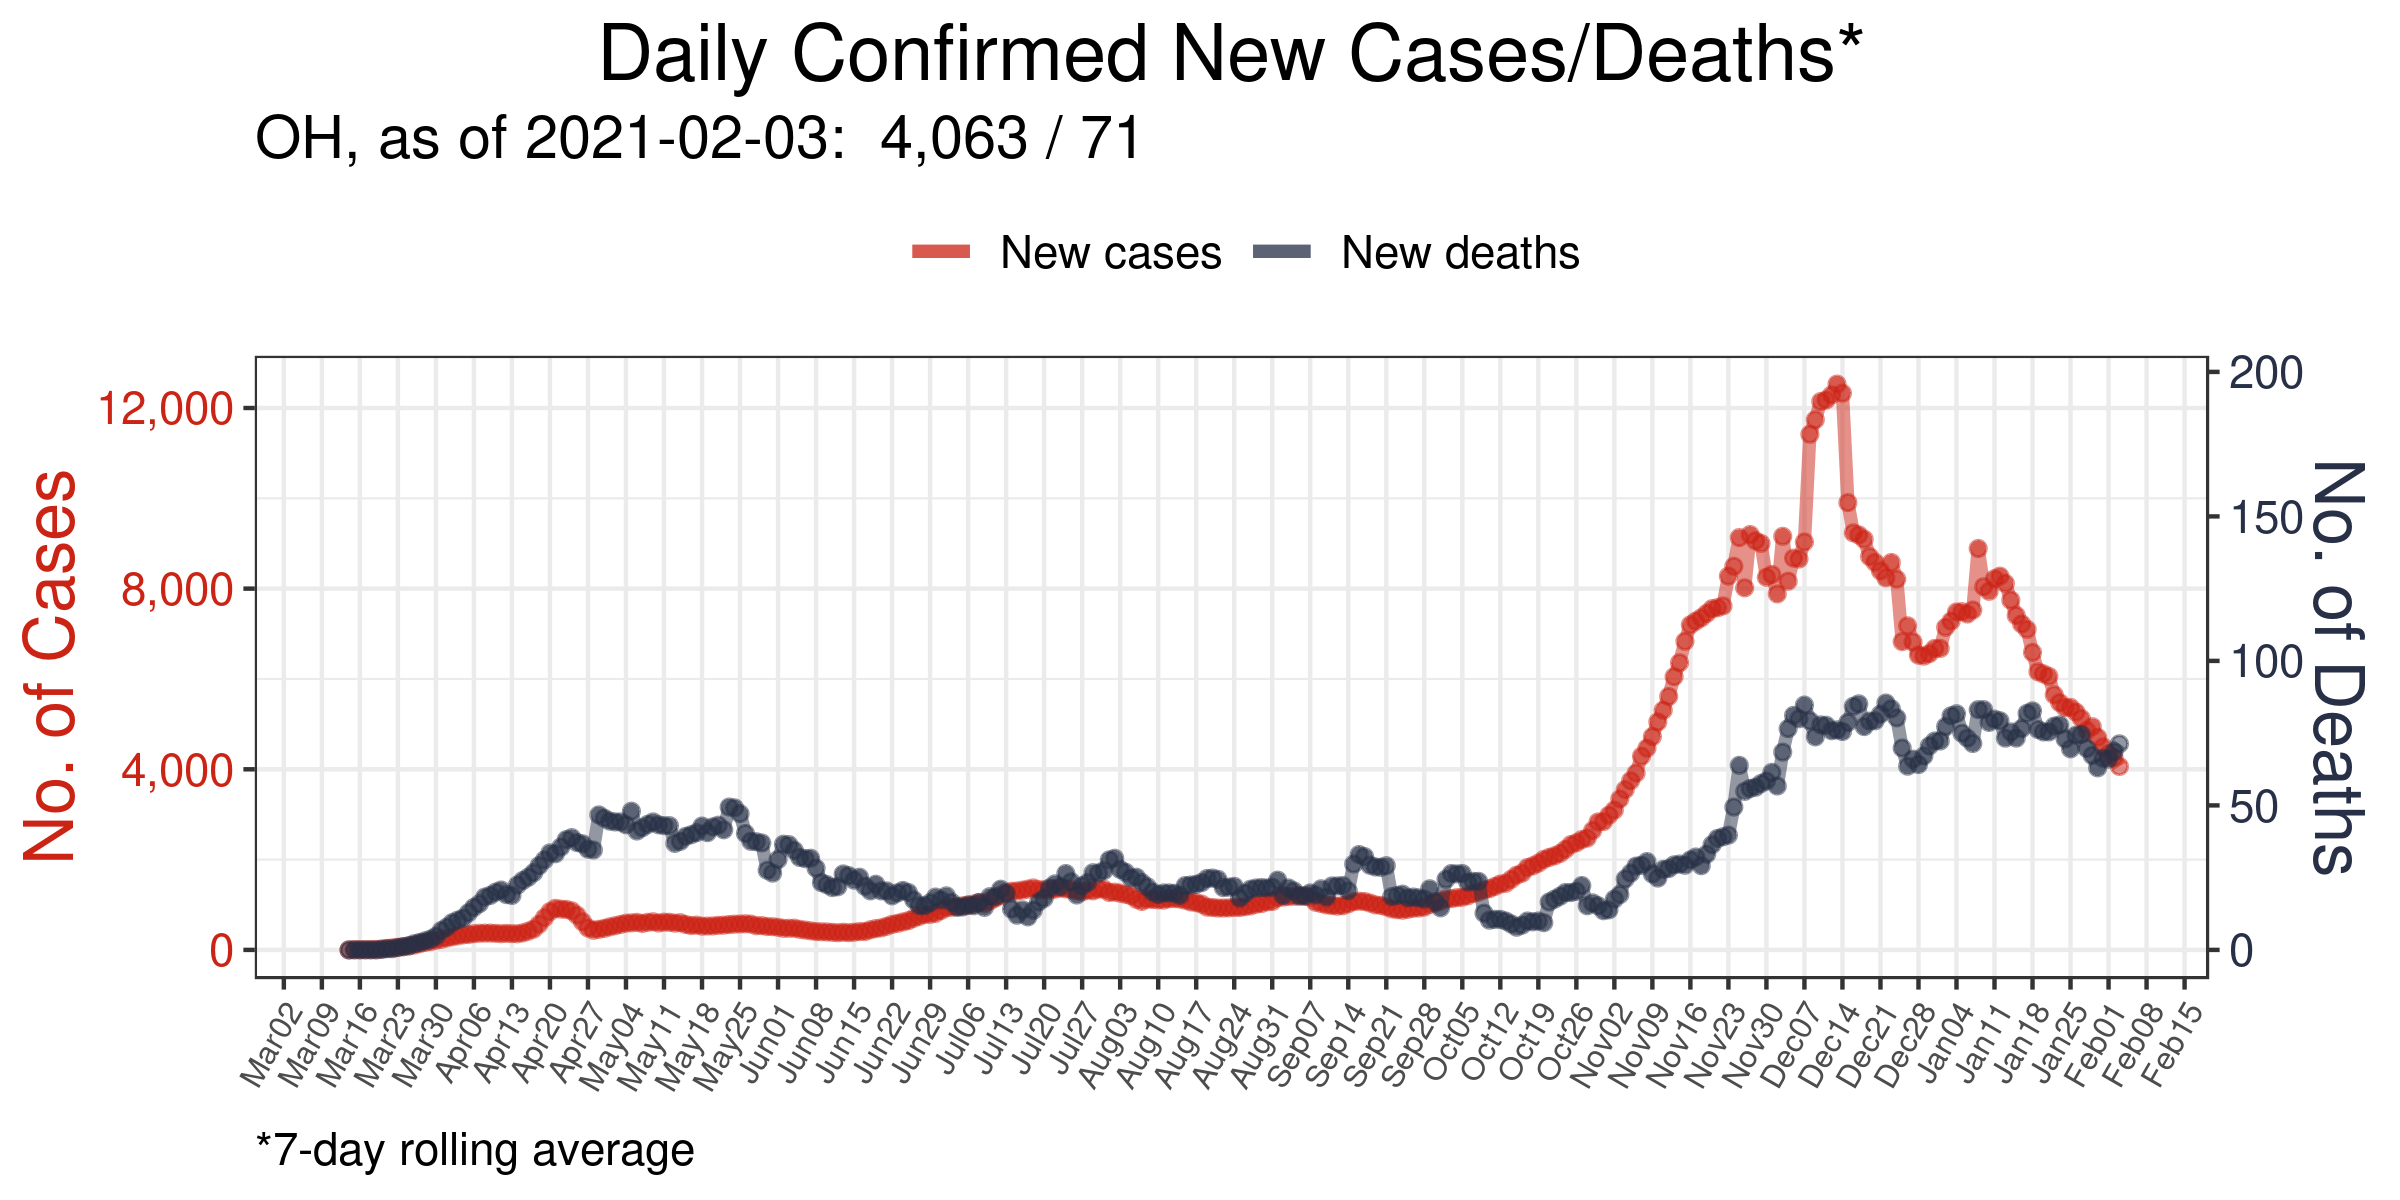 Daily Confirmed New Cases/Deaths*
OH, as of 2021-02-03:  4,063 / 71
New cases
New deaths
No. of Cases
12,000
8,000
4,000
0
200
150
100
50
0
No. of Deaths
Mar02
Mar09
Mar16
Mar23
Mar30
Apr06
Apr13
Apr20
Apr27
May04
May11
May18
May25
Jun01
Jun08
Jun15
Jun22
Jun29
Jul06
Jul13
Jul20
Jul27
Aug03
Aug10
Aug17
Aug24
Aug31
Sep07
Sep14
Sep21
Sep28
Oct05
Oct12
Oct19
Oct26
Nov02
Nov09
Nov16
Nov23
Nov30
Dec07
Dec14
Dec21
Dec28
Jan04
Jan11
Jan18
Jan25
Feb01
Feb08
Feb15
*7-day rolling average